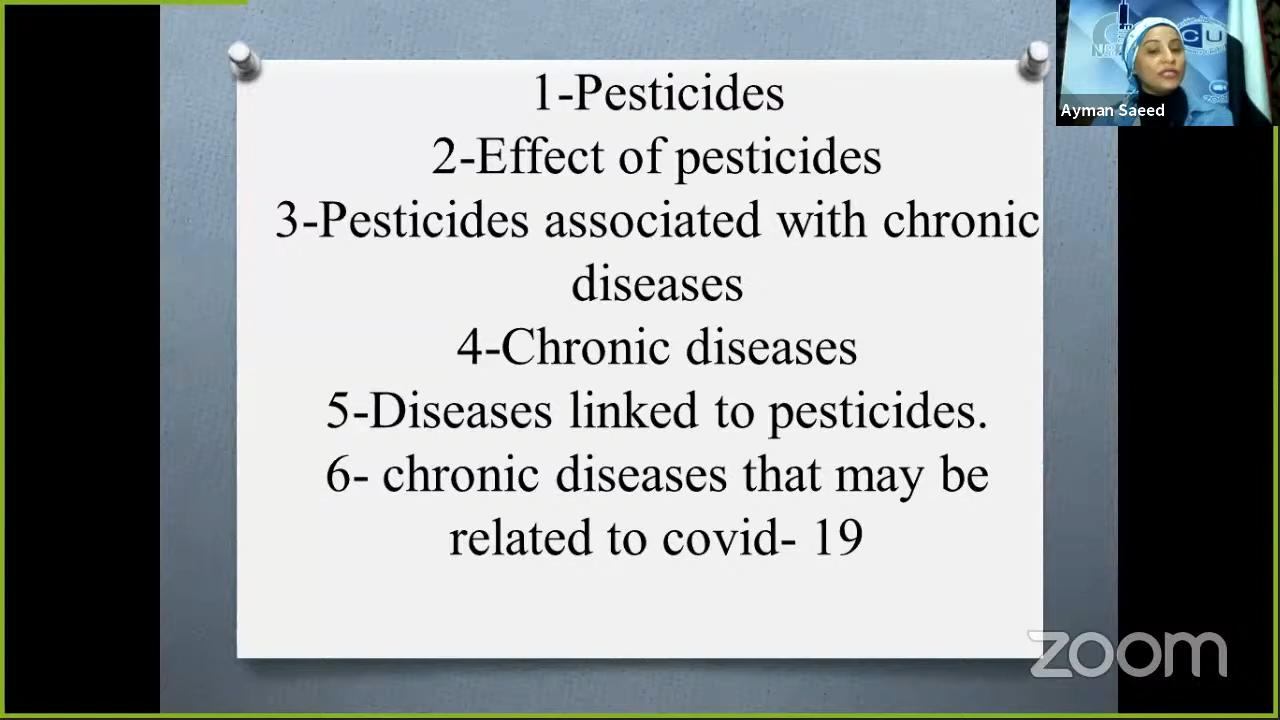 1-Pesticides
2-Effect of pesticides
3-Pesticides associated with chronic
diseases
4-Chronic diseases
5-Diseases linked to pesticides.
6- chronic diseases that may be
related to covid- 19
Ayman Saeed
CU
zoom